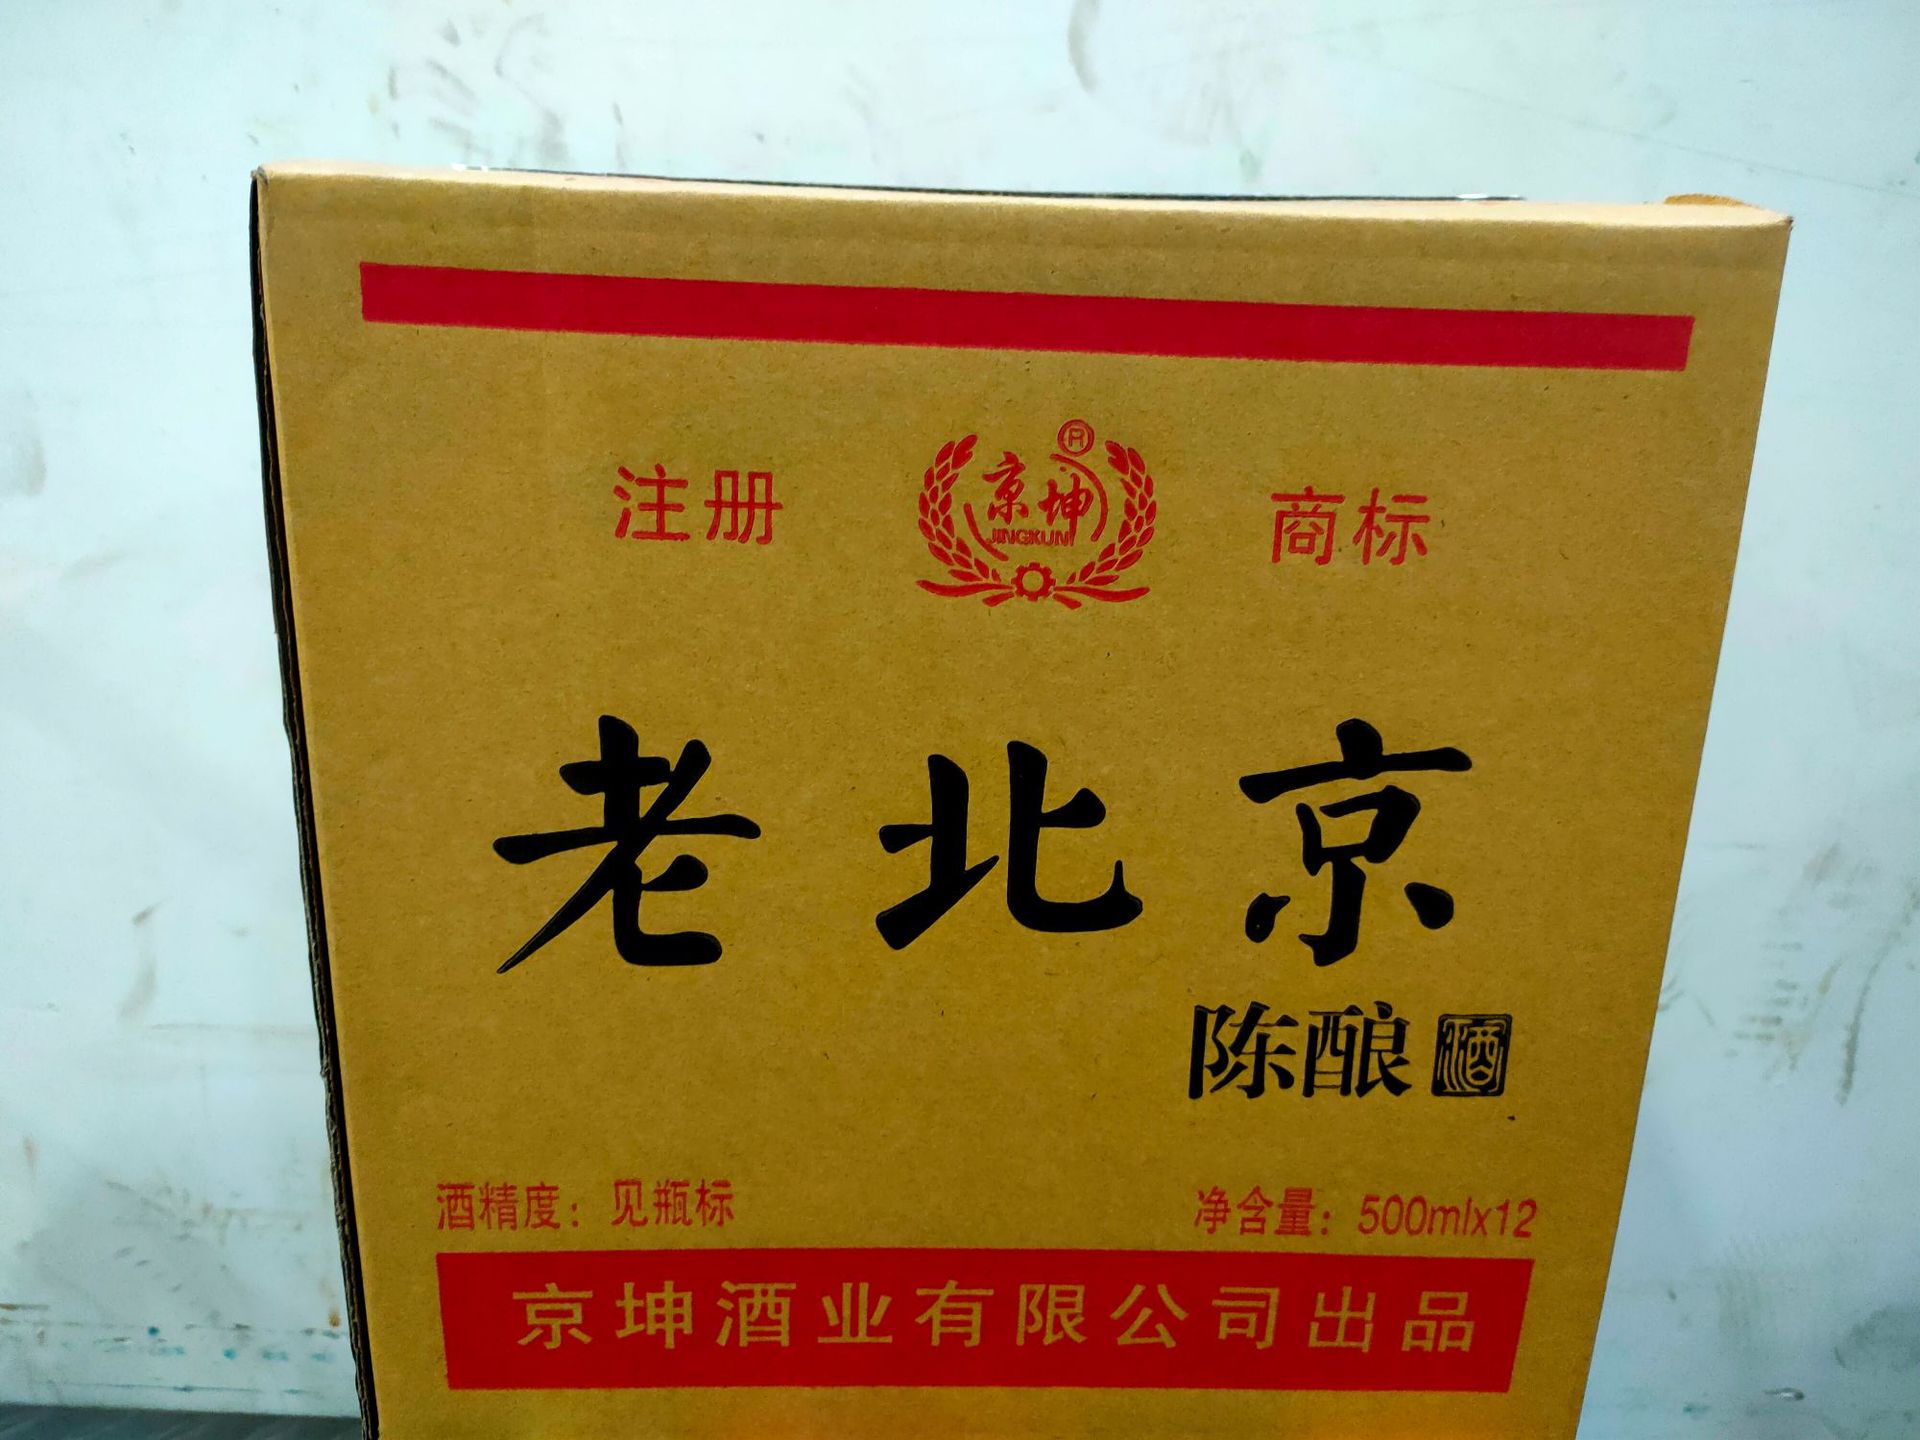 注册 京坤 ® 商标
JINGKUN
老北京
陈酿 酒
酒精度：见瓶标 净含量：500mlx12
京坤酒业有限公司出品